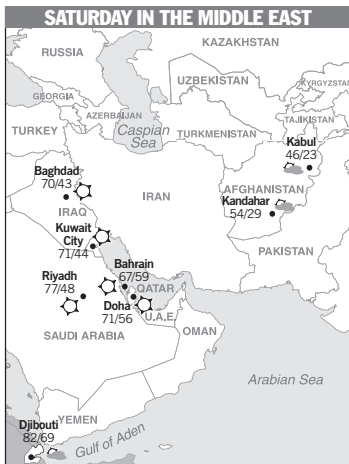 SATURDAY IN THE MIDDLE EAST
KAZAKHSTAN
RUSSIA
UZBEKISTAN
KYRGYZSTAN
GEORGIA
AZERBAIJAN
TAJIKISTAN
TURKEY
Caspian
Sea
TURKMENISTAN
Kabul
46/23
Baghdad
70/43
IRAN
AFGHANISTAN
Kandahar
54/29
IRAQ
Kuwait
City
71/44
PAKISTAN
Bahrain
67/59
Riyadh
77/48
QATAR
Doha
71/56
U.A.E.
SAUDI ARABIA
OMAN
Arabian Sea
YEMEN
Djibouti
82/69
Gulf of Aden